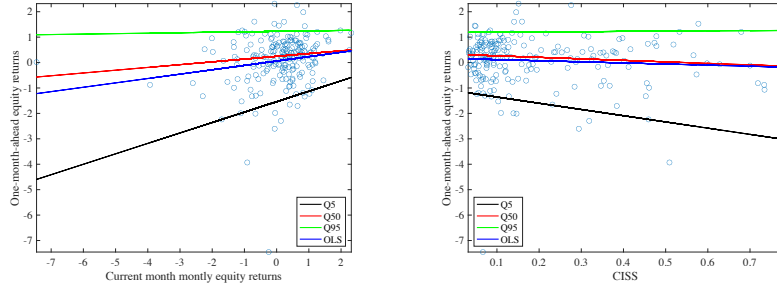 2
1
0
-1
-2
-3
-4
-5
-6
-7
One-month-ahead equity returns
-7 -6 -5 -4 -3 -2 -1 0 1 2
Current month montly equity returns
Q5
Q50
Q95
OLS
2
1
0
-1
-2
-3
-4
-5
-6
-7
One-month-ahead equity returns
0.1 0.2 0.3 0.4 0.5 0.6 0.7
CISS
Q5
Q50
Q95
OLS